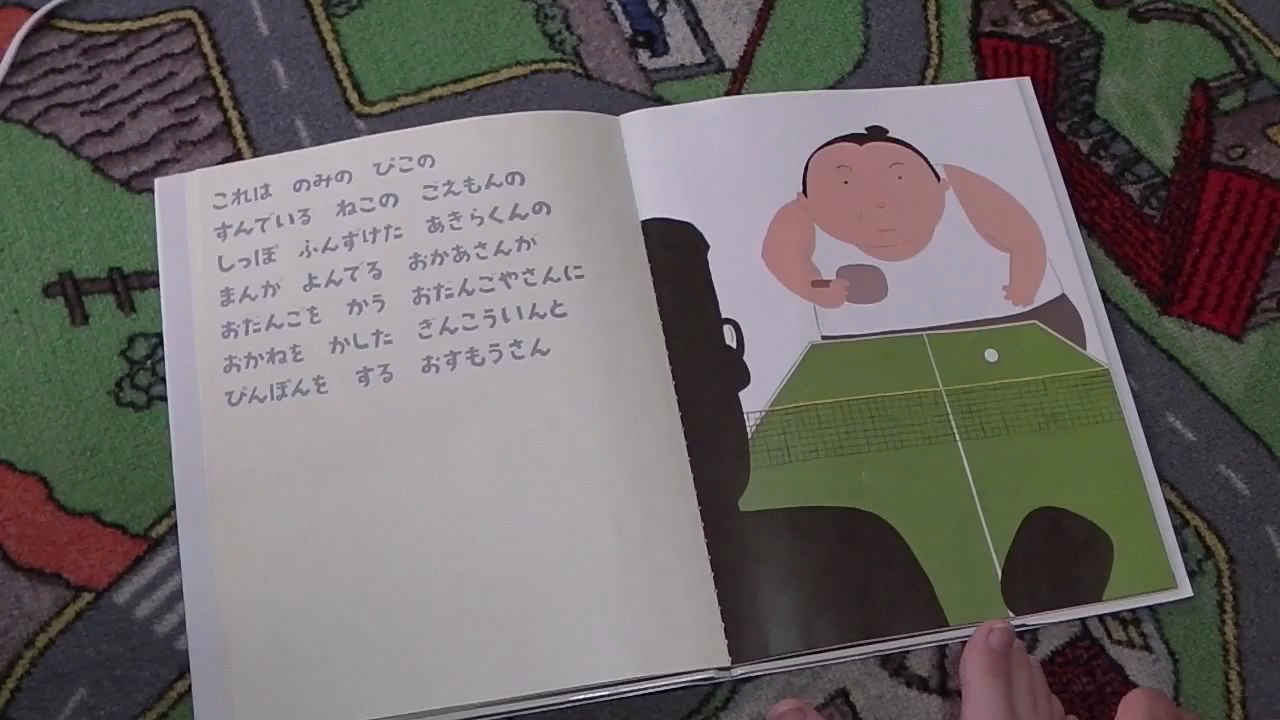 これは のみの ぴこの
すんでいる ねこの ごえもんの
しっぽ ふんずけた あきらくんの
まんが よんでる おかあさんが
おだんごを かう おだんごやさんに
おかねを かした ぎんこういんと
ぴんぽんを する おすもうさん